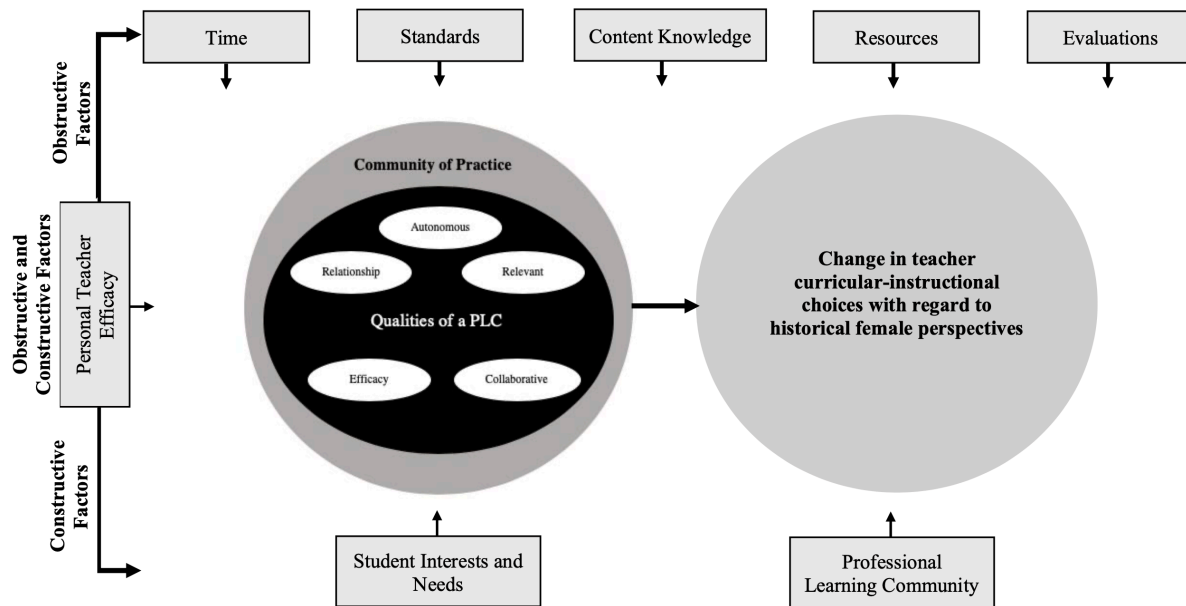 Time
Standards
Content Knowledge
Resources
Evaluations
Obstructive
Factors
Obstructive and
Constructive Factors
Personal Teacher
Efficacy
Constructive
Factors
Community of Practice
Autonomous
Relationship
Relevant
Qualities of a PLC
Efficacy
Collaborative
Change in teacher
curricular-instructional
choices with regard to
historical female perspectives
Student Interests and
Needs
Professional
Learning Community